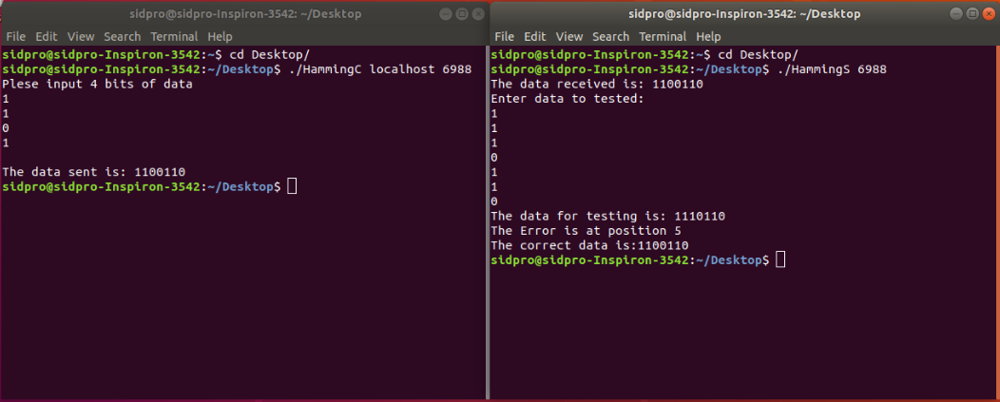 sidpro@sidpro-Inspiron-3542: ~/Desktop
File Edit View Search Terminal Help
sidpro@sidpro-Inspiron-3542:~$ cd Desktop/
sidpro@sidpro-Inspiron-3542:~/Desktop$ ./HammingC localhost 6988
Plese input 4 bits of data
1
1
0
1
The data sent is: 1100110
sidpro@sidpro-Inspiron-3542:~/Desktop$
sidpro@sidpro-Inspiron-3542: ~/Desktop
File Edit View Search Terminal Help
sidpro@sidpro-Inspiron-3542:~$ cd Desktop/
sidpro@sidpro-Inspiron-3542:~/Desktop$ ./HammingS 6988
The data received is: 1100110
Enter data to tested:
1
1
1
0
1
1
0
The data for testing is: 1110110
The Error is at position 5
The correct data is:1100110
sidpro@sidpro-Inspiron-3542:~/Desktop$